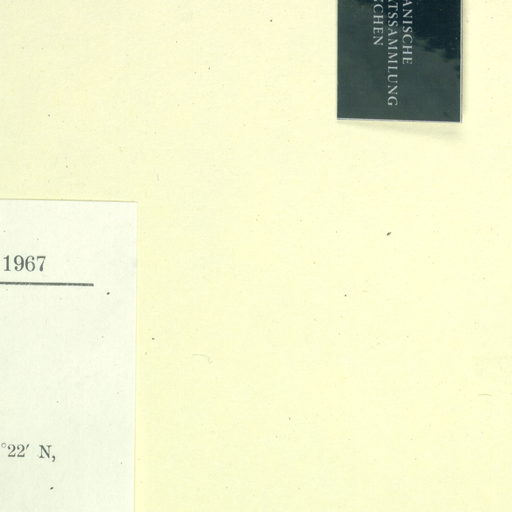 ANISCHE
TSSAMMLUNG
CHEN
1967
°22′ N,